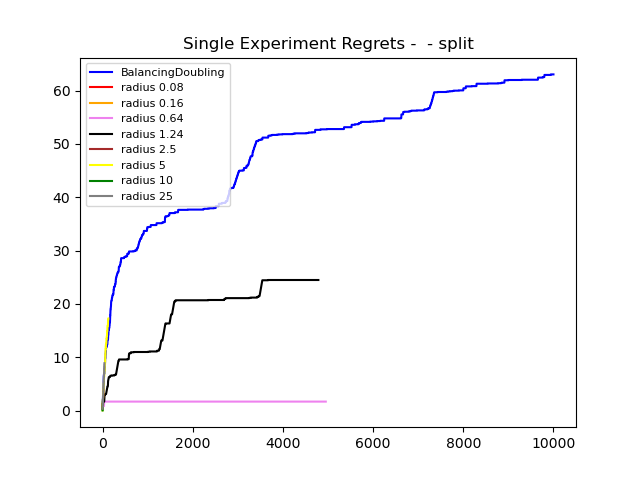 Single Experiment Regrets -  - split
BalancingDoubling
radius 0.08
radius 0.16
radius 0.64
radius 1.24
radius 2.5
radius 5
radius 10
radius 25
60
50
40
30
20
10
0
0 2000 4000 6000 8000 10000